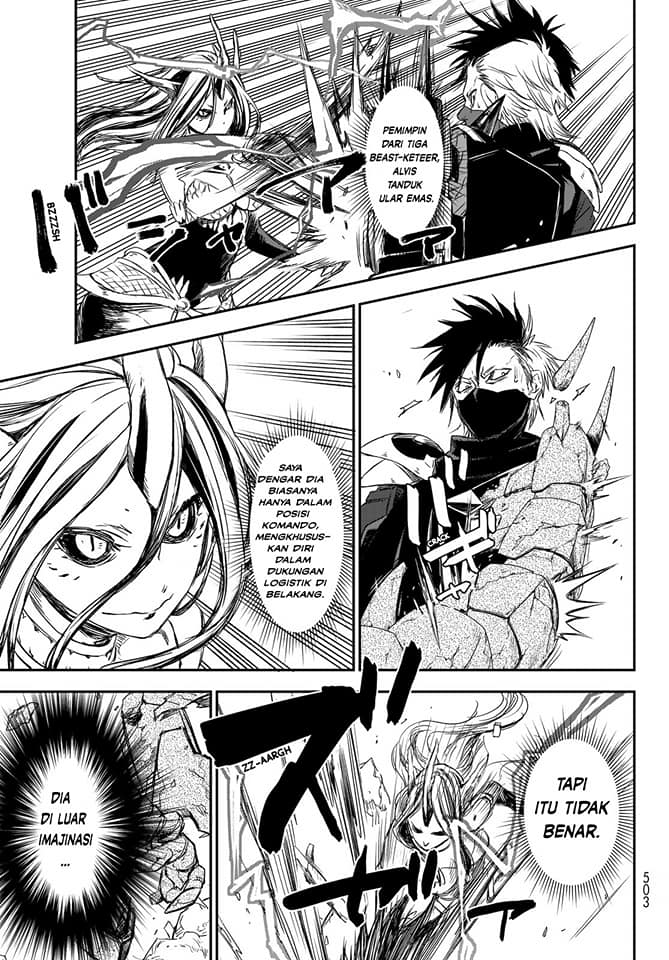 PEMIMPIN
DARI TIGA
BEAST-KETEER,
ALVIS
TANDUK
ULAR EMAS.
BZZZSH
CRACK
SAYA
DENGAR DIA
BIASANYA
HANYA DALAM
POSISI
KOMANDO,
MENGKHUSUS-
KAN DIRI
DALAM
DUKUNGAN
LOGISTIK DI
BELAKANG.
TAPI
ITU TIDAK
BENAR.
ZZ-AARGH
DIA
DI LUAR
IMAJINASI
...
503